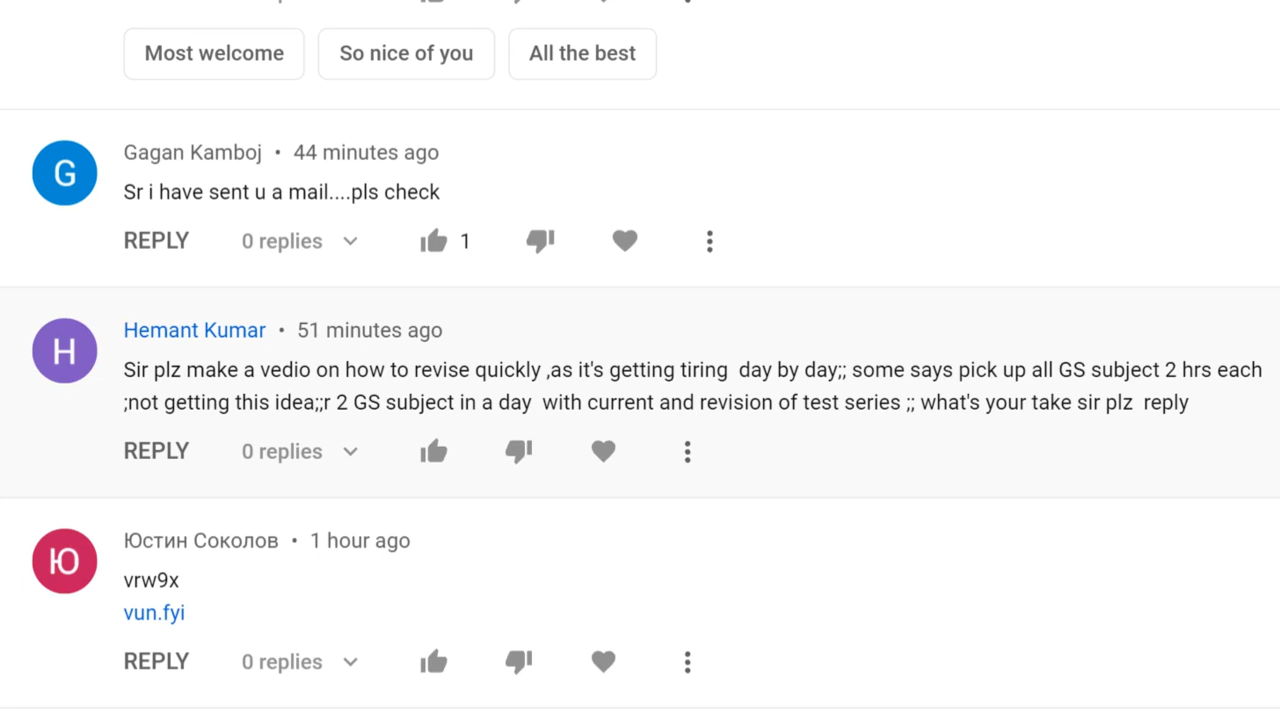 Most welcome So nice of you All the best
G Gagan Kamboj • 44 minutes ago
Sr i have sent u a mail....pls check
REPLY 0 replies 1
H Hemant Kumar • 51 minutes ago
Sir plz make a vedio on how to revise quickly ,as it's getting tiring day by day;; some says pick up all GS subject 2 hrs each
;not getting this idea;;r 2 GS subject in a day with current and revision of test series ;; what's your take sir plz reply
REPLY 0 replies
Ю Юстин Соколов • 1 hour ago
vrw9x
vun.fyi
REPLY 0 replies